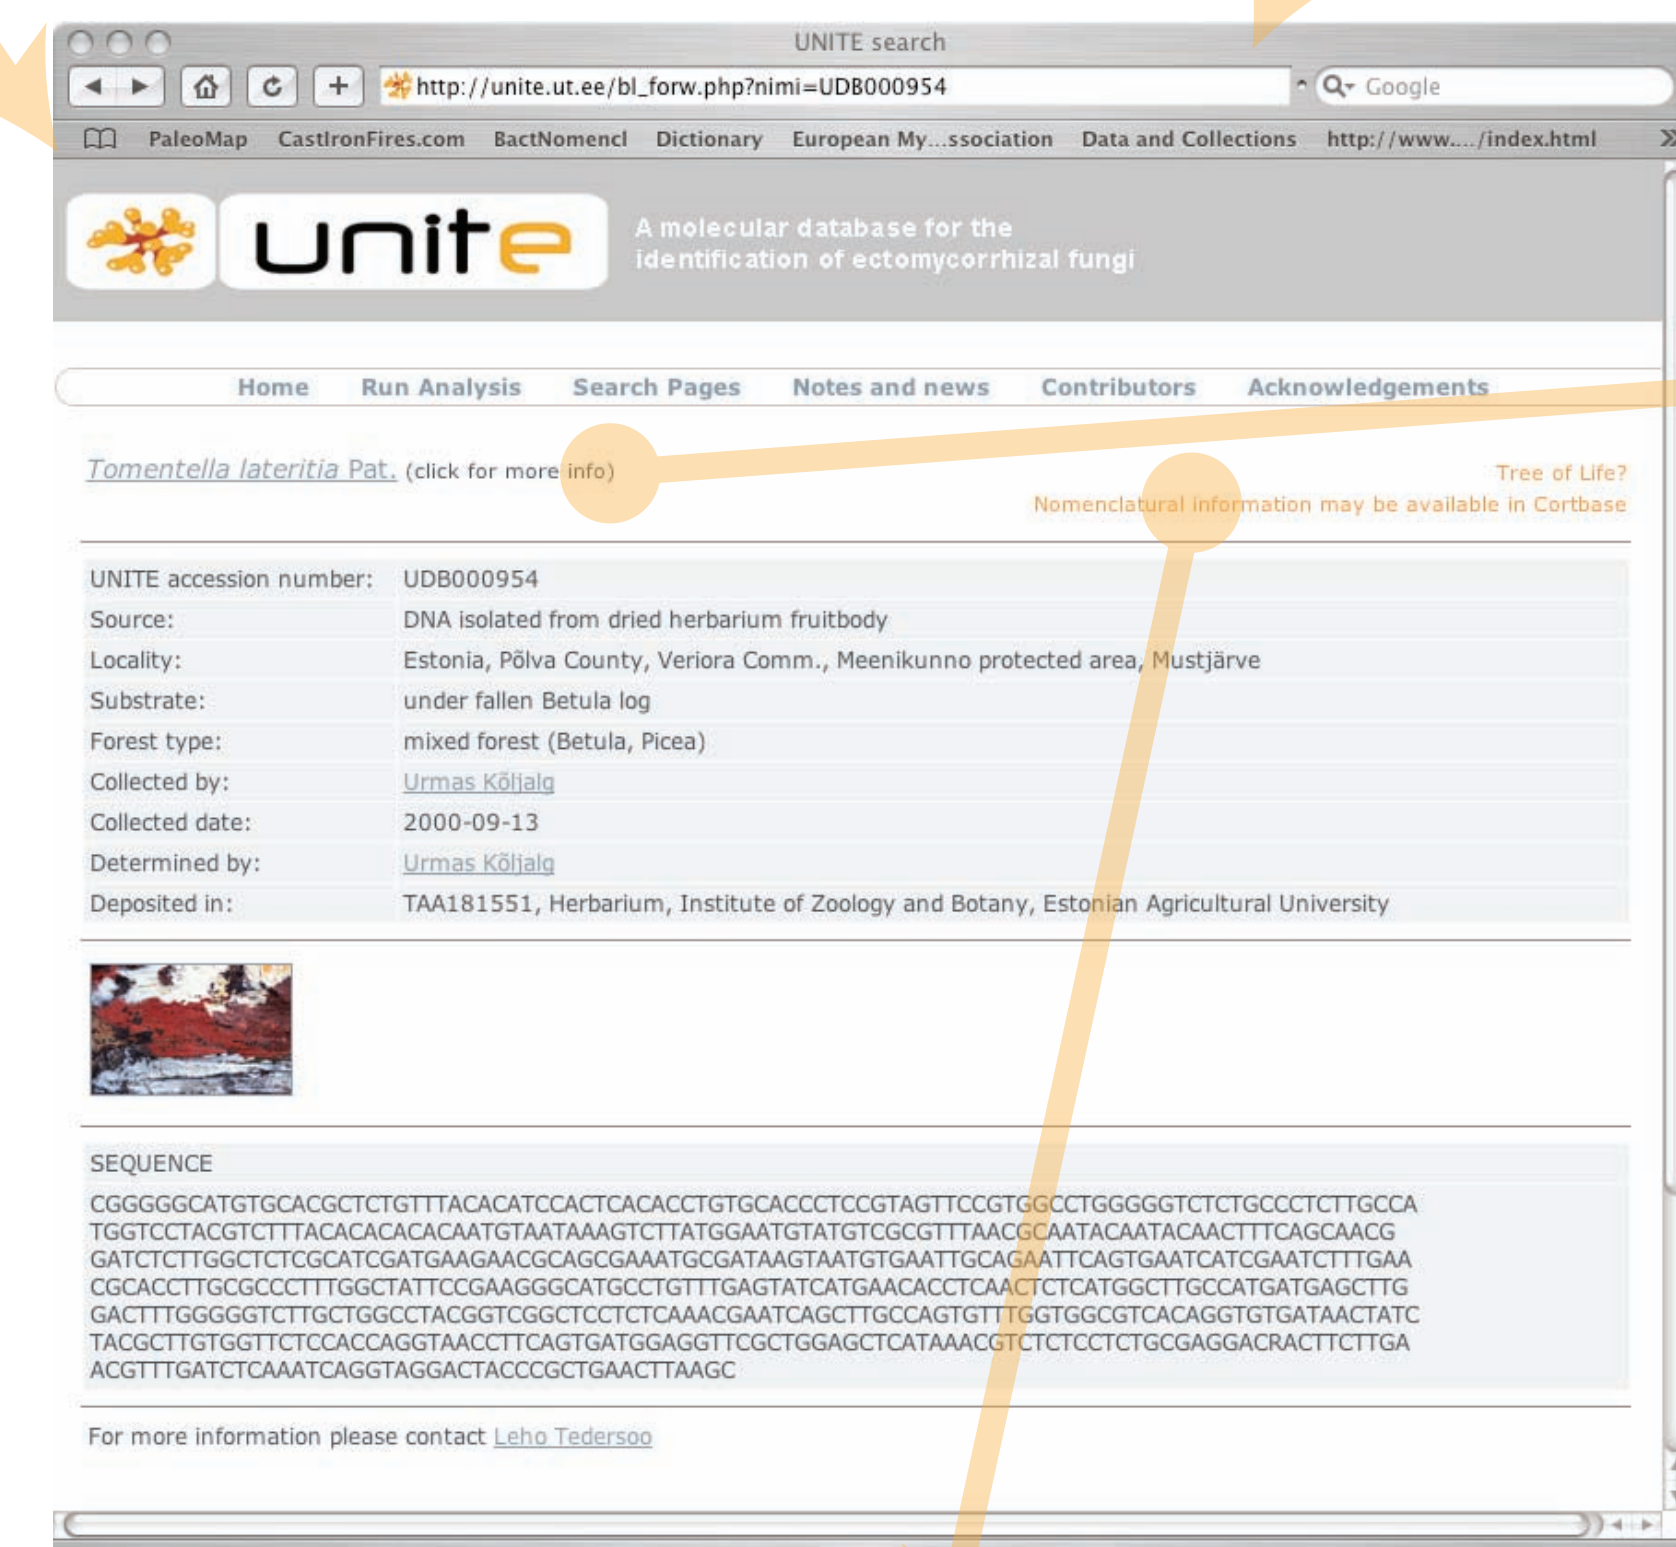 UNITE search
http://unite.ut.ee/bl_forw.php?nimi=UDB000954
Google
PaleoMap CastIronFires.com BactNomencl Dictionary European My...ssociation Data and Collections http://www..../index.html
unite
A molecular database for the
identification of ectomycorrhizal fungi
Home Run Analysis Search Pages Notes and news Contributors Acknowledgements
Tomentella lateritia Pat. (click for more info)
Tree of Life?
Nomenclatural information may be available in Cortbase
UNITE accession number: UDB000954
Source: DNA isolated from dried herbarium fruitbody
Locality: Estonia, Põlva County, Veriora Comm., Meenikunno protected area, Mustjärve
Substrate: under fallen Betula log
Forest type: mixed forest (Betula, Picea)
Collected by: Urmas Kõljalg
Collected date: 2000-09-13
Determined by: Urmas Kõljalg
Deposited in: TAA181551, Herbarium, Institute of Zoology and Botany, Estonian Agricultural University
SEQUENCE
CGGGGGCATGTGCACGCTCTGTTTACACATCCACTCACACCTGTGCACCCTCCGTAGTTCCGTGGCCTGGGGGTCTCTGCCCTCTTGCCA
TGGTCCTACGTCTTTACACACACACAATGTAATAAAGTCTTATGGAATGTATGTCGCGTTTAACGCAATACAATACAACTTTCAGCAACG
GATCTCTTGGCTCTCGCATCGATGAAGAACGCAGCGAAATGCGATAAGTAATGTGAATTGCAGAATTCAGTGAATCATCGAATCTTTGAA
CGCACCTTGCGCCCTTTGGCTATTCCGAAGGGCATGCCTGTTTGAGTATCATGAACACCTCAACTCTCATGGCTTGCCATGATGAGCTTG
GACTTTGGGGGTCTTGCTGGCCTACGGTCGGCTCCTCTCAAACGAATCAGCTTGCCAGTGTTTGGTGGCGTCACAGGTGTGATAACTATC
TACGCTTGTGGTTCTCCACCAGGTAACCTTCAGTGATGGAGGTTCGCTGGAGCTCATAAACGTCTCTCCTCTGCGAGGACRACTTCTTGA
ACGTTTGATCTCAAATCAGGTAGGACTACCCGCTGAACTTAAGC
For more information please contact Leho Tedersoo